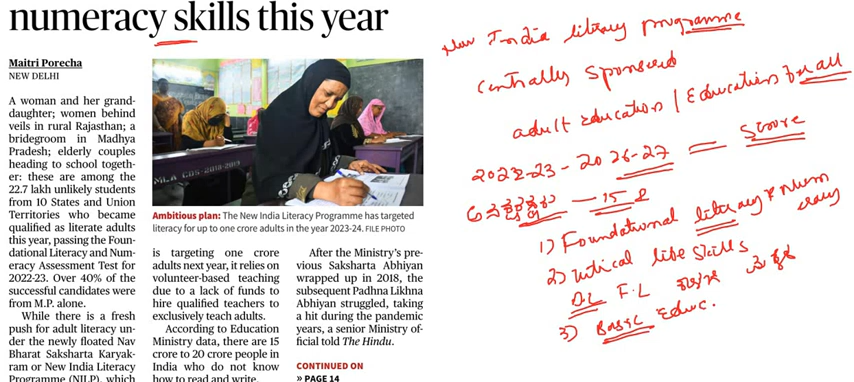 numeracy skills this year
Maitri Porecha
NEW DELHI
A woman and her grand-
daughter; women behind
veils in rural Rajasthan; a
bridegroom in Madhya
Pradesh; elderly couples
heading to school togeth-
er: these are among the
22.7 lakh unlikely students
from 10 States and Union
Territories who became
qualified as literate adults
this year, passing the Foun-
dational Literacy and Num-
eracy Assessment Test for
2022-23. Over 40% of the
successful candidates were
from M.P. alone.
While there is a fresh
push for adult literacy un-
der the newly floated Nav
Bharat Saksharta Karyak-
ram or New India Literacy
Programme (NILP), which
MLA CDS-2018-2019
Ambitious plan: The New India Literacy Programme has targeted
literacy for up to one crore adults in the year 2023-24. FILE PHOTO
is targeting one crore
adults next year, it relies on
volunteer-based teaching
due to a lack of funds to
hire qualified teachers to
exclusively teach adults.
According to Education
Ministry data, there are 15
crore to 20 crore people in
India who do not know
how to read and write.
After the Ministry's pre-
vious Saksharta Abhiyan
wrapped up in 2018, the
subsequent Padhna Likhna
Abhiyan struggled, taking
a hit during the pandemic
years, a senior Ministry of-
ficial told The Hindu.
CONTINUED ON
» PAGE 14
New India literacy programme
centrally sponsored
adult education / Education for all
2022-23 - 2026-27 =
15
1) Foundational literacy & Num
eracy
2) critical life skills
D.L F.L
3) Basic Educ.